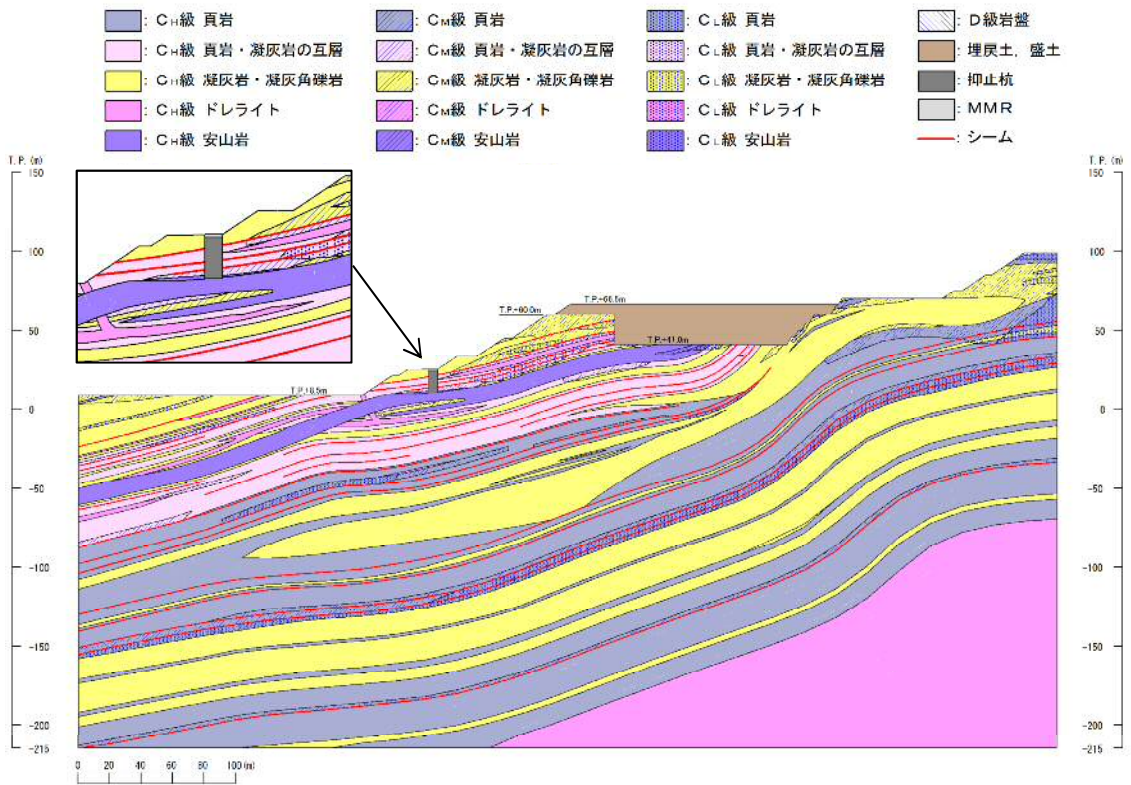 : CH級 頁岩 : CM級 頁岩 : CL級 頁岩 : D級岩盤
: CH級 頁岩・凝灰岩の互層 : CM級 頁岩・凝灰岩の互層 : CL級 頁岩・凝灰岩の互層 : 埋戻土，盛土
: CH級 凝灰岩・凝灰角礫岩 : CM級 凝灰岩・凝灰角礫岩 : CL級 凝灰岩・凝灰角礫岩 : 抑止杭
: CH級 ドレライト : CM級 ドレライト : CL級 ドレライト : MMR
: CH級 安山岩 : CM級 安山岩 : CL級 安山岩 : シーム
T.P. (m) T.P. (m)
150 150
100 100
T.P.+60.0m
50 T.P.+41.0m 50
T.P.+8.5m
0 0
-50 -50
-100 -100
-150 -150
-200 -200
-215 -215
0 20 40 60 80 100 (m)